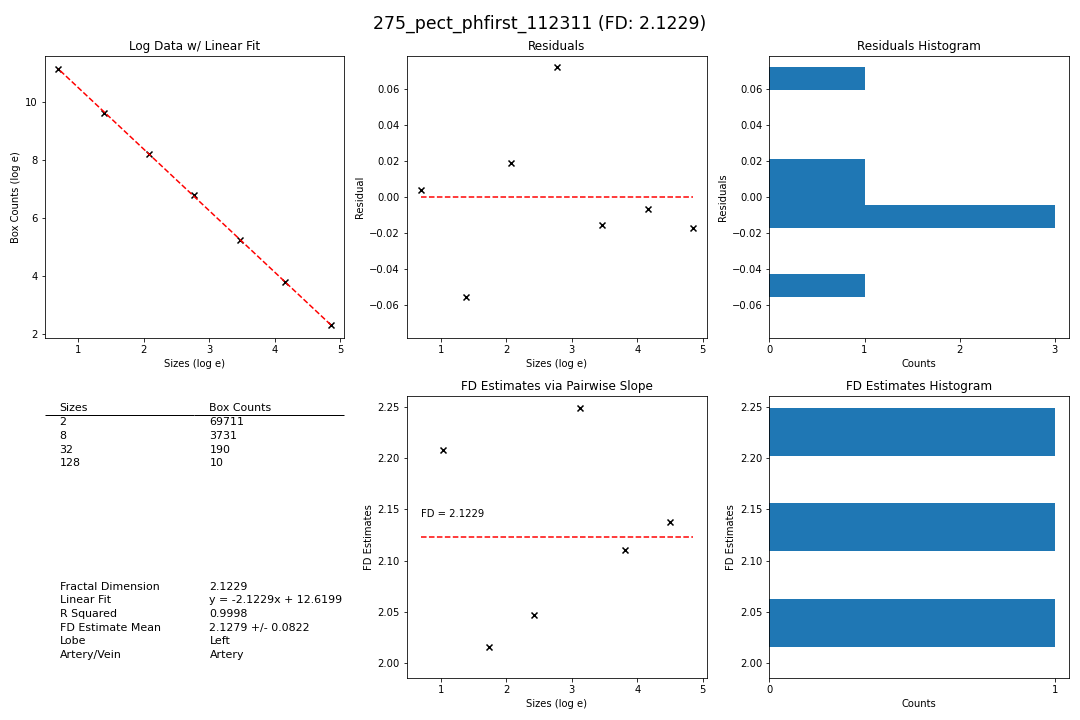 275_pect_phfirst_112311 (FD: 2.1229)
Log Data w/ Linear Fit
Box Counts (log e)
10
8
6
4
2
1 2 3 4 5
Sizes (log e)
Residuals
Residual
0.06
0.04
0.02
0.00
−0.02
−0.04
−0.06
1 2 3 4 5
Sizes (log e)
Residuals Histogram
Residuals
0.06
0.04
0.02
0.00
−0.02
−0.04
−0.06
0 1 2 3
Counts
Sizes Box Counts
2 69711
8 3731
32 190
128 10
Fractal Dimension 2.1229
Linear Fit y = -2.1229x + 12.6199
R Squared 0.9998
FD Estimate Mean 2.1279 +/- 0.0822
Lobe Left
Artery/Vein Artery
FD Estimates via Pairwise Slope
FD Estimates
2.25
2.20
2.15
2.10
2.05
2.00
FD = 2.1229
1 2 3 4 5
Sizes (log e)
FD Estimates Histogram
FD Estimates
2.25
2.20
2.15
2.10
2.05
2.00
0 1
Counts